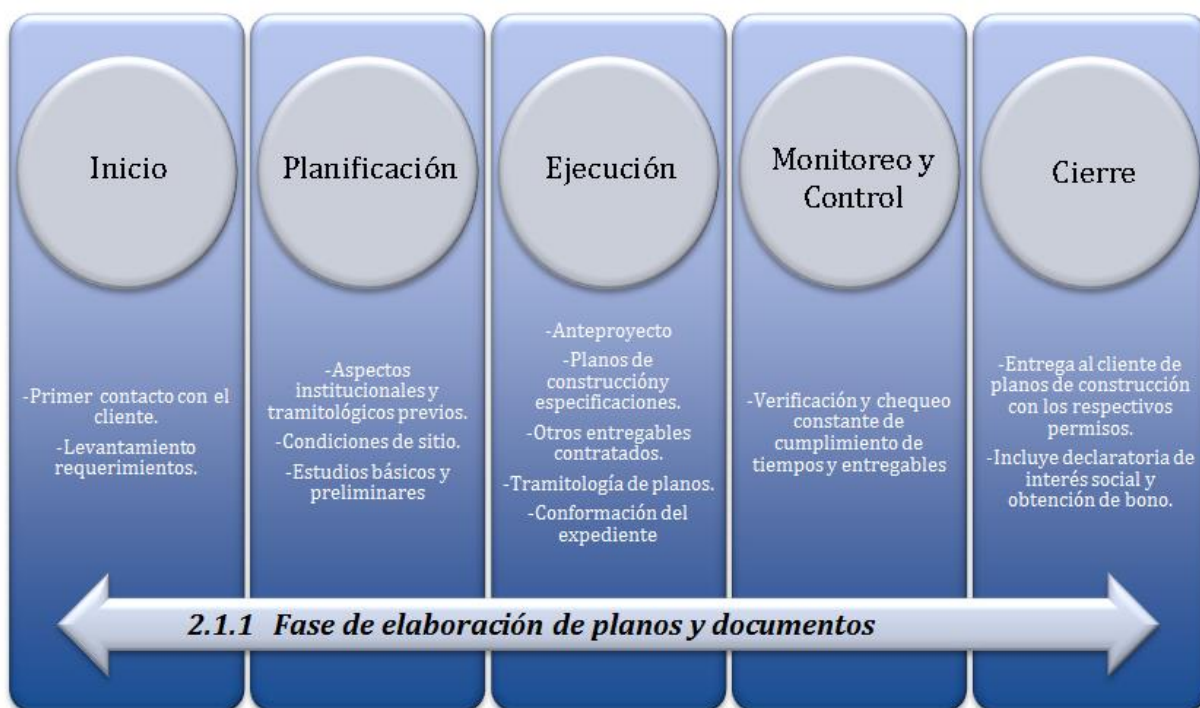 Inicio
-Primer contacto con el
cliente.
-Levantamiento
requerimientos.
Planificación
-Aspectos
institucionales y
tramitológicos previos.
-Condiciones de sitio.
-Estudios básicos y
preliminares
Ejecución
-Anteproyecto
-Planos de
construccióny
especificaciones.
-Otros entregables
contratados.
-Tramitología de planos.
-Conformación del
expediente
Monitoreo y
Control
-Verificación y chequeo
constante de
cumplimiento de
tiempos y entregables
Cierre
-Entrega al cliente de
planos de construcción
con los respectivos
permisos.
-Incluye declaratoria de
interés social y
obtención de bono.
2.1.1 Fase de elaboración de planos y documentos